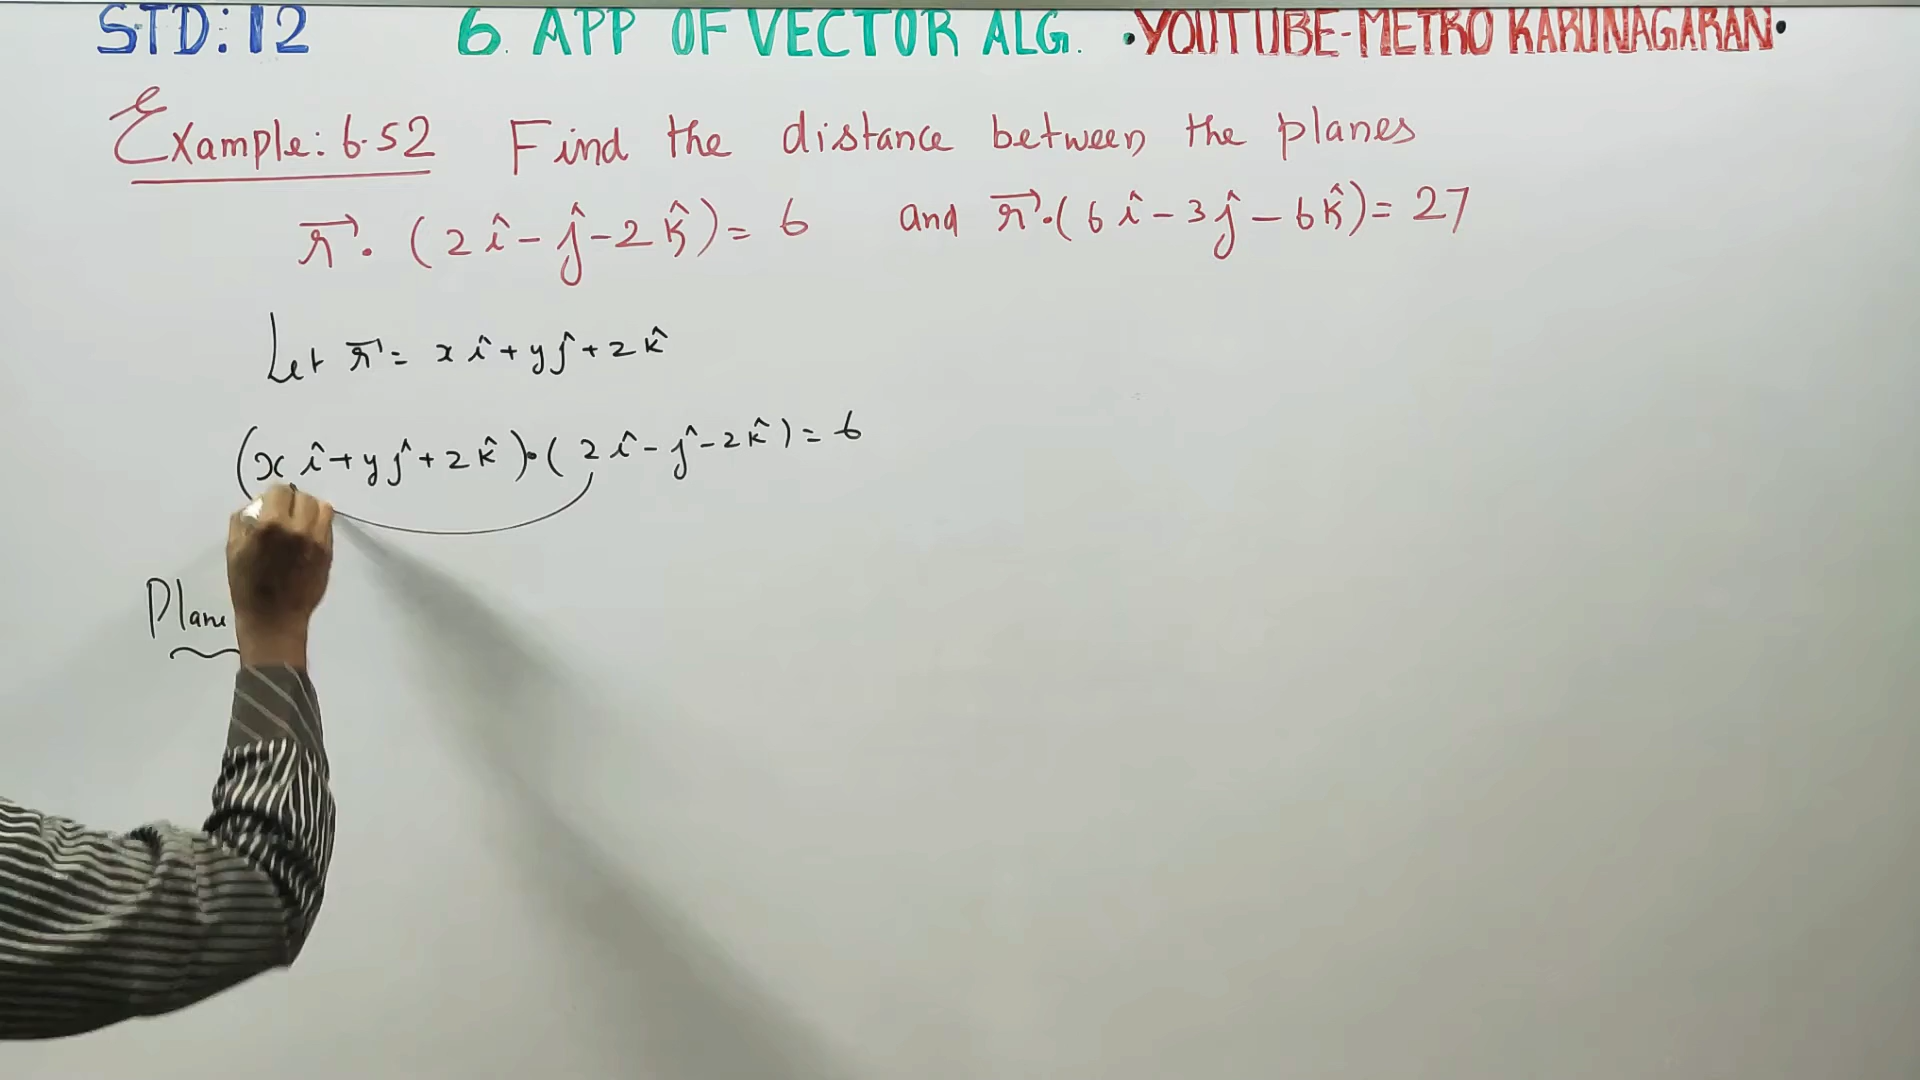 STD: 12 6. APP OF VECTOR ALG. •YOUTUBE-METRO KARUNAGARAN•
Example: 6.52 Find the distance between the planes
r⃗. (2î - ĵ - 2k̂) = 6 and r⃗.(6î - 3ĵ - 6k̂) = 27
Let r⃗ = xî + yĵ + zk̂
(xî + yĵ + zk̂)•(2î - ĵ - 2k̂) = 6
Plane